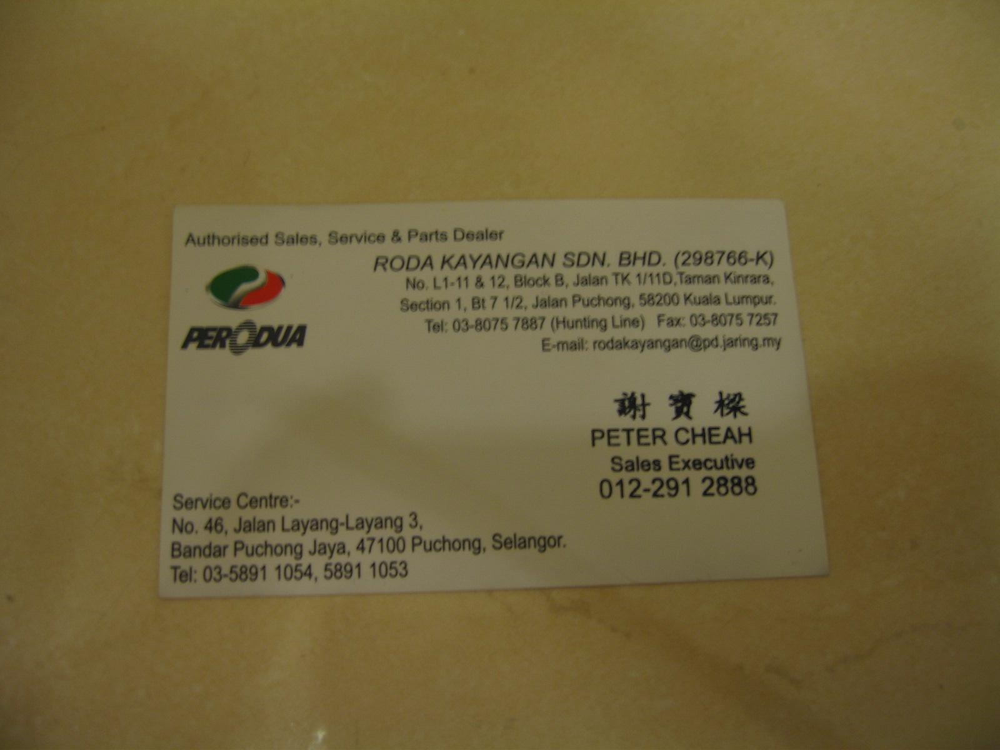 Authorised Sales, Service & Parts Dealer
PERODUA
RODA KAYANGAN SDN. BHD. (298766-K)
No. L1-11 & 12, Block B, Jalan TK 1/11D,Taman Kinrara,
Section 1, Bt 7 1/2, Jalan Puchong, 58200 Kuala Lumpur.
Tel: 03-8075 7887 (Hunting Line) Fax: 03-8075 7257
E-mail: rodakayangan@pd.jaring.my
謝 寶 樑
PETER CHEAH
Sales Executive
012-291 2888
Service Centre:-
No. 46, Jalan Layang-Layang 3,
Bandar Puchong Jaya, 47100 Puchong, Selangor.
Tel: 03-5891 1054, 5891 1053